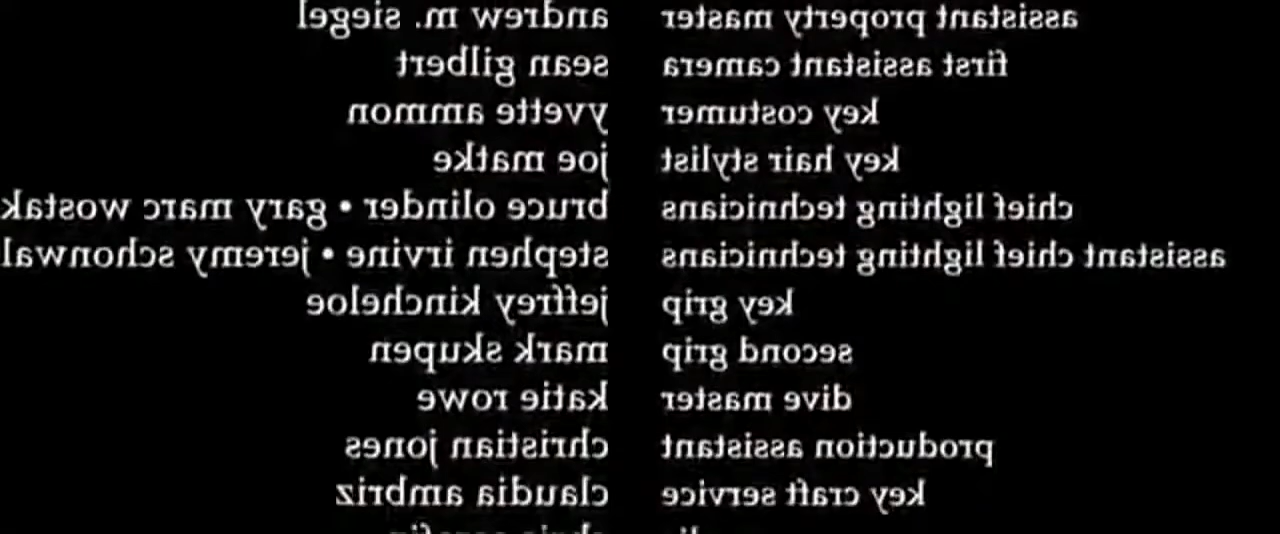 assistant property master andrew m. siegel
first assistant camera sean gilbert
key costumer yvette ammon
key hair stylist joe matke
chief lighting technicians bruce olinder • gary marc wostak
assistant chief lighting technicians stephen irvine • jeremy schonwal
key grip jeffrey kincheloe
second grip mark skupen
dive master katie rowe
production assistant christian jones
key craft service claudia ambriz